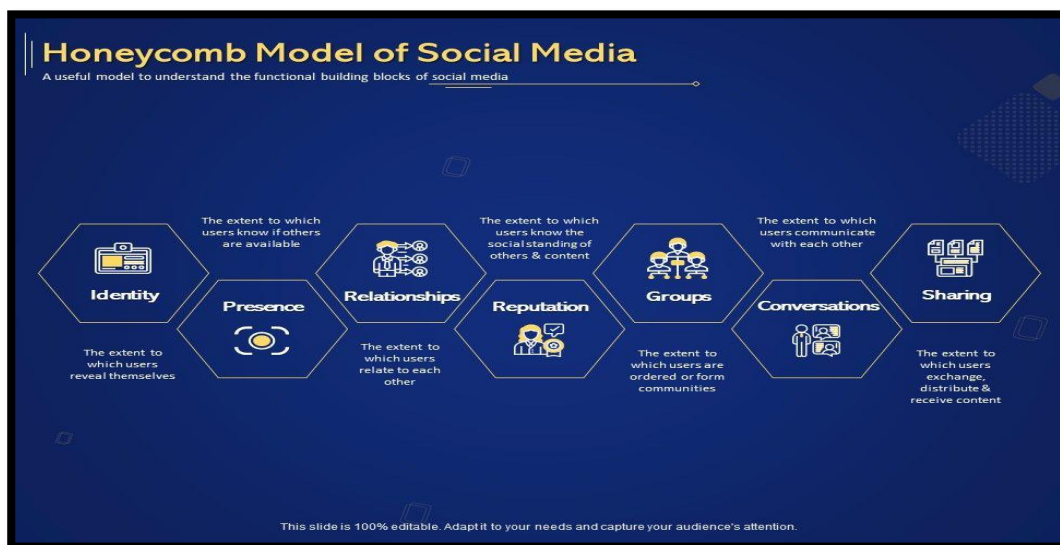 Honeycomb Model of Social Media
A useful model to understand the functional building blocks of social media
Identity
The extent to
which users
reveal themselves
The extent to which
users know if others
are available
Presence
Relationships
The extent to
which users
relate to each
other
The extent to which
users know the
social standing of
others & content
Reputation
Groups
The extent to
which users are
ordered or form
communities
The extent to which
users communicate
with each other
Conversations
Sharing
The extent to
which users
exchange,
distribute &
receive content
This slide is 100% editable. Adapt it to your needs and capture your audience's attention.